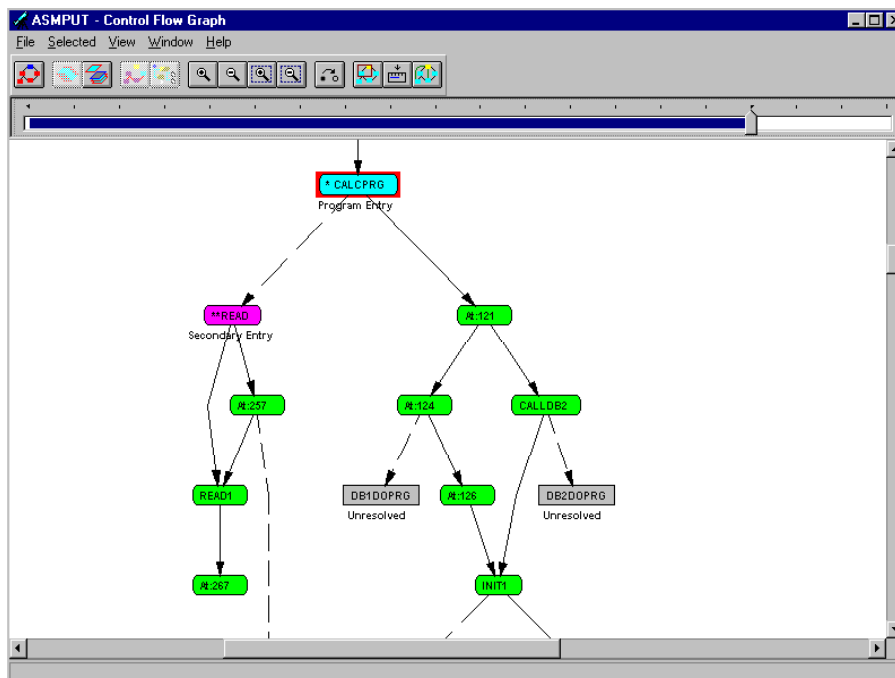 ASMPUT - Control Flow Graph
File Selected View Window Help
* CALCPRG
Program Entry
**READ
Secondary Entry
At:121
At:257
At:124
CALLDB2
READ1
DB1DOPRG
Unresolved
At:126
DB2DOPRG
Unresolved
At:267
INIT1